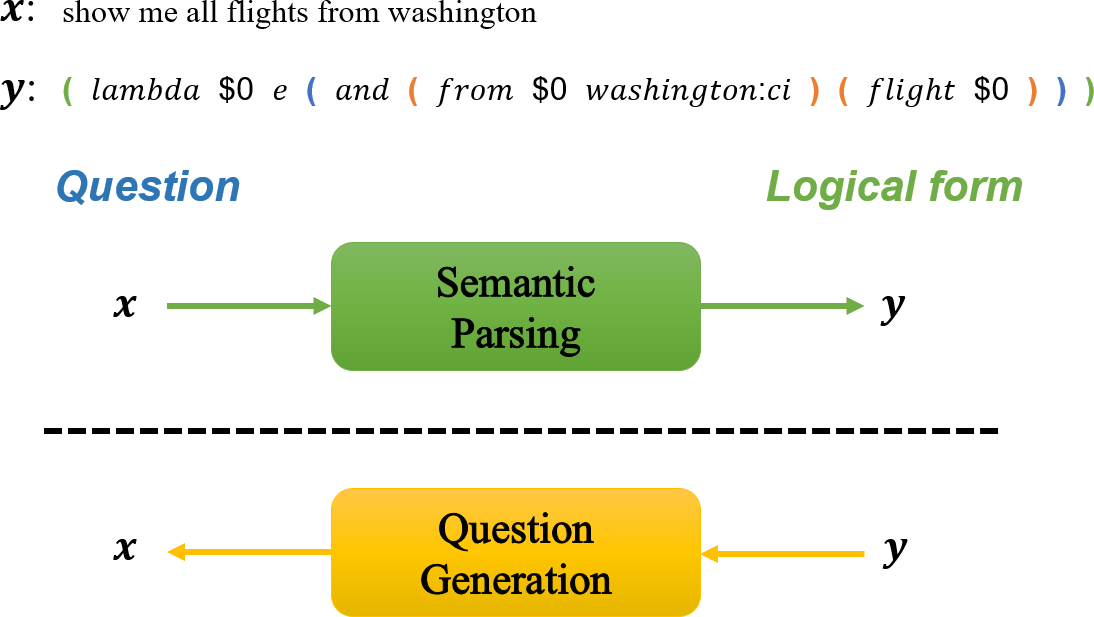 x: show me all flights from washington
y: ( lambda $0 e ( and ( from $0 washington:ci ) ( flight $0 ) ) )
Question Logical form
x Semantic Parsing y
x Question Generation y